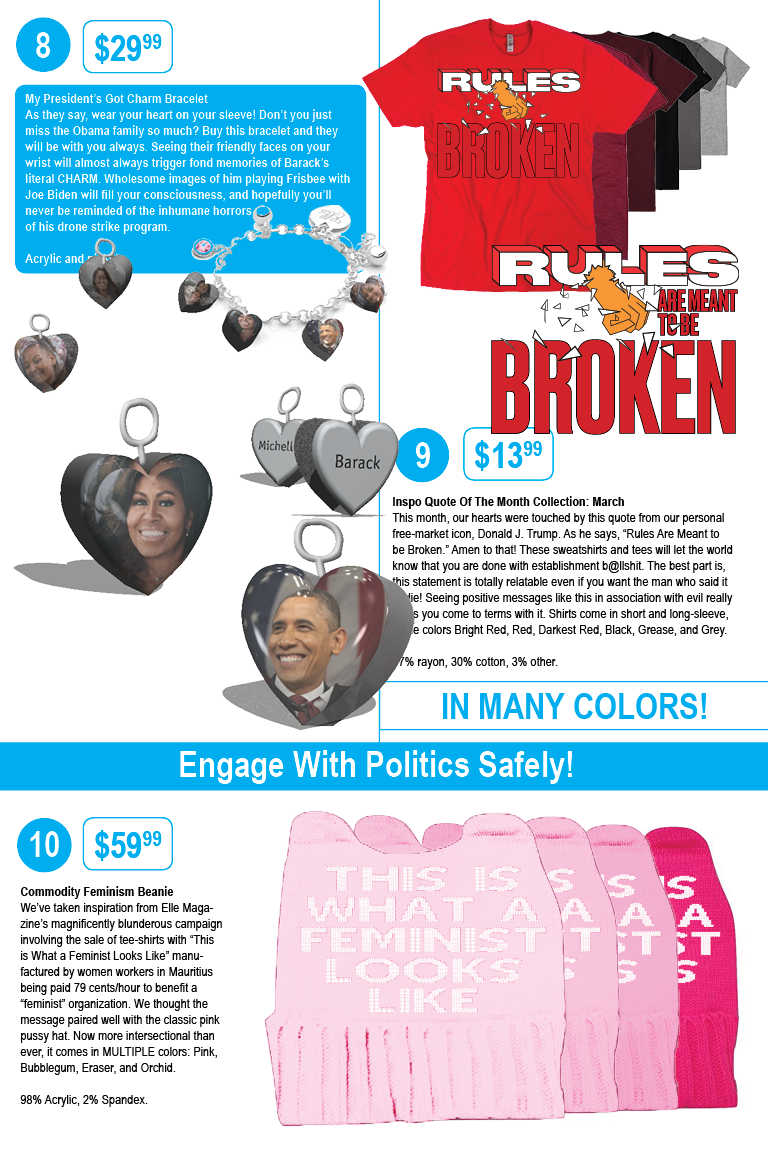 8
$29⁹⁹
My President's Got Charm Bracelet
As they say, wear your heart on your sleeve! Don't you just
miss the Obama family so much? Buy this bracelet and they
will be with you always. Seeing their friendly faces on your
wrist will almost always trigger fond memories of Barack's
literal CHARM. Wholesome images of him playing Frisbee with
Joe Biden will fill your consciousness, and hopefully you'll
never be reminded of the inhumane horrors
of his drone strike program.
Acrylic and
Michell
Barack
RULES
BROKEN
RULES
ARE MEANT
TO BE
BROKEN
9
$13⁹⁹
Inspo Quote Of The Month Collection: March
This month, our hearts were touched by this quote from our personal
free-market icon, Donald J. Trump. As he says, “Rules Are Meant to
be Broken.” Amen to that! These sweatshirts and tees will let the world
know that you are done with establishment b@llshit. The best part is,
this statement is totally relatable even if you want the man who said it
die! Seeing positive messages like this in association with evil really
you come to terms with it. Shirts come in short and long-sleeve,
colors Bright Red, Red, Darkest Red, Black, Grease, and Grey.
7% rayon, 30% cotton, 3% other.
IN MANY COLORS!
Engage With Politics Safely!
10
$59⁹⁹
Commodity Feminism Beanie
We've taken inspiration from Elle Maga-
zine's magnificently blunderous campaign
involving the sale of tee-shirts with “This
is What a Feminist Looks Like” manu-
factured by women workers in Mauritius
being paid 79 cents/hour to benefit a
“feminist” organization. We thought the
message paired well with the classic pink
pussy hat. Now more intersectional than
ever, it comes in MULTIPLE colors: Pink,
Bubblegum, Eraser, and Orchid.
98% Acrylic, 2% Spandex.
THIS IS
WHAT A
FEMINIST
LOOKS
LIKE
S
A
ST
S
IS
A
ST
S
IS
A
ST
S